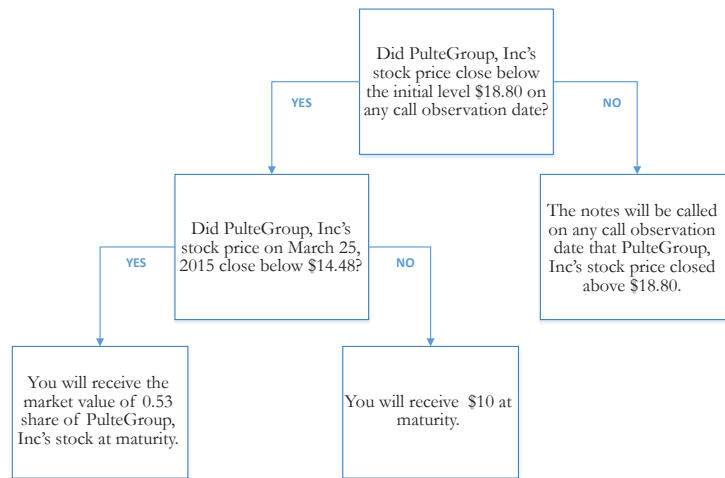 Did PulteGroup, Inc's
stock price close below
the initial level $18.80 on
any call observation date?
YES
NO
Did PulteGroup, Inc's
stock price on March 25,
2015 close below $14.48?
The notes will be called
on any call observation
date that PulteGroup,
Inc's stock price closed
above $18.80.
YES
NO
You will receive the
market value of 0.53
share of PulteGroup,
Inc's stock at maturity.
You will receive $10 at
maturity.